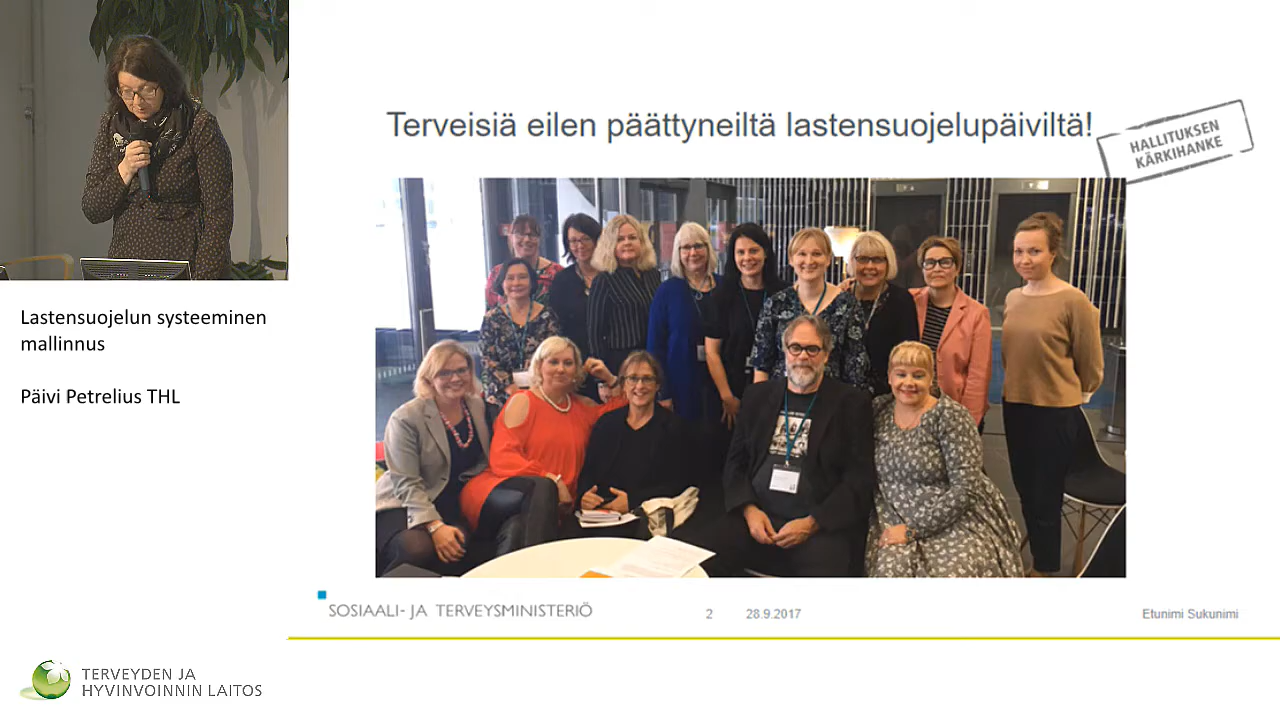 Terveisiä eilen päättyneiltä lastensuojelupäiviltä!
HALLITUKSEN
KÄRKIHANKE
Lastensuojelun systeeminen
mallinnus
Päivi Petrelius THL
SOSIAALI- JA TERVEYSMINISTERIÖ
2
28.9.2017
Etunimi Sukunimi
TERVEYDEN JA
HYVINVOINNIN LAITOS